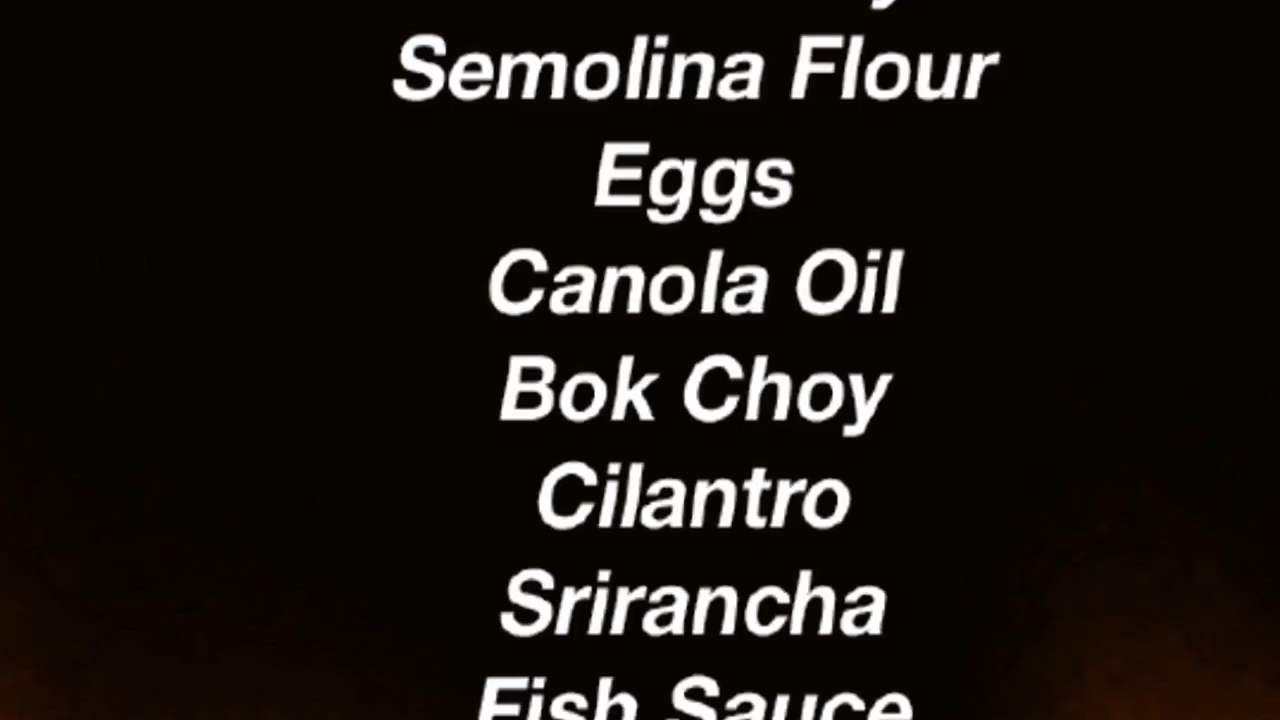 Semolina Flour
Eggs
Canola Oil
Bok Choy
Cilantro
Srirancha
Fish Sauce